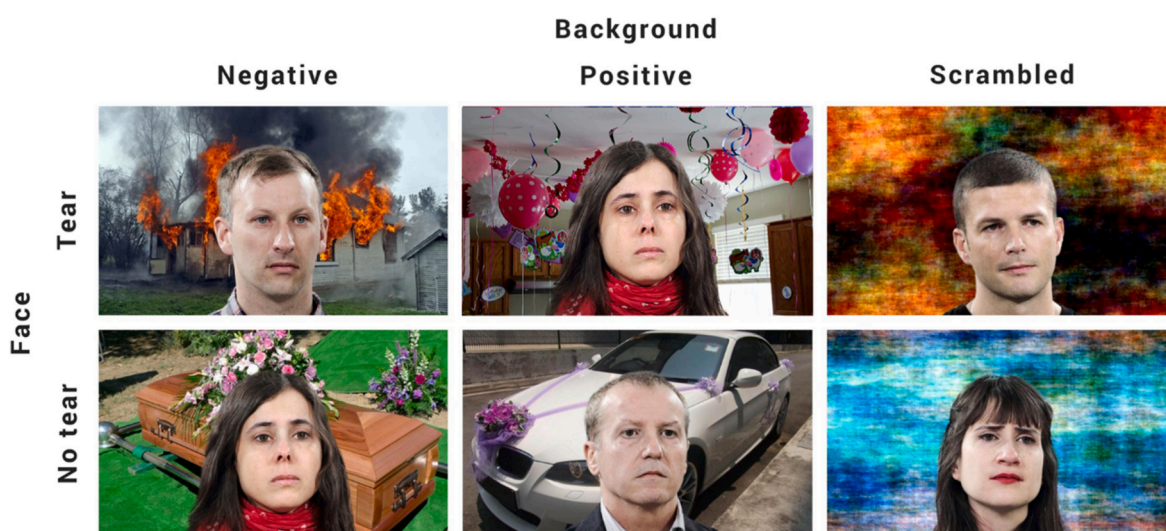 Background
Negative
Positive
Scrambled
Face
Tear
No tear